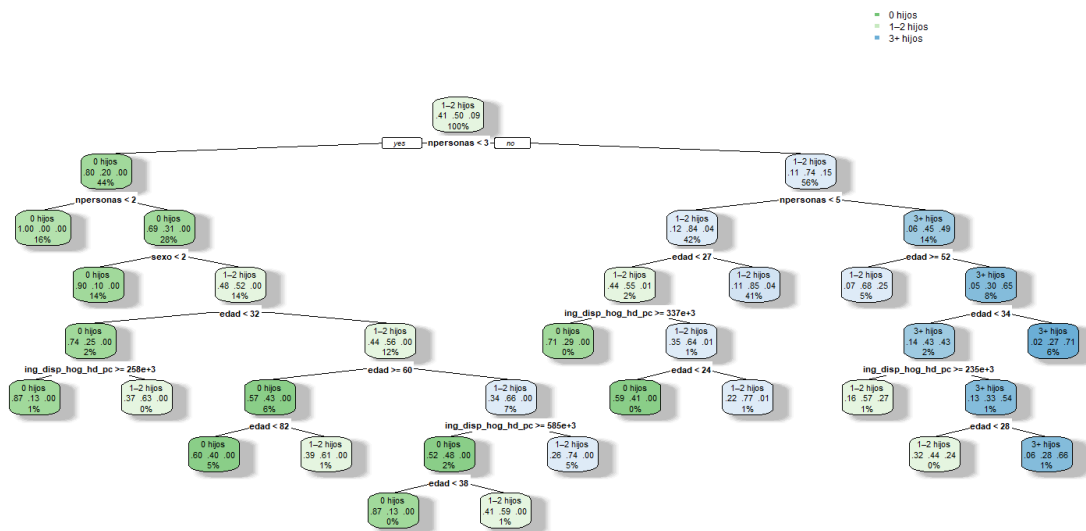 0 hijos
1–2 hijos
3+ hijos
1–2 hijos
.41 .50 .09
100%
yes npersonas < 3 no
0 hijos
.80 .20 .00
44%
1–2 hijos
.11 .74 .15
56%
npersonas < 2
npersonas < 5
0 hijos
1.00 .00 .00
16%
0 hijos
.69 .31 .00
28%
1–2 hijos
.12 .84 .04
42%
3+ hijos
.06 .45 .49
14%
sexo < 2
edad < 27
edad >= 52
0 hijos
.90 .10 .00
14%
1–2 hijos
.48 .52 .00
14%
1–2 hijos
.44 .55 .01
2%
1–2 hijos
.11 .85 .04
41%
1–2 hijos
.07 .68 .25
5%
3+ hijos
.05 .30 .65
8%
edad < 32
ing_disp_hog_hd_pc >= 337e+3
edad < 34
0 hijos
.74 .25 .00
2%
1–2 hijos
.44 .56 .00
12%
0 hijos
.71 .29 .00
0%
1–2 hijos
.35 .64 .01
1%
3+ hijos
.14 .43 .43
2%
3+ hijos
.02 .27 .71
6%
ing_disp_hog_hd_pc >= 258e+3
edad >= 60
edad < 24
ing_disp_hog_hd_pc >= 235e+3
0 hijos
.87 .13 .00
1%
1–2 hijos
.37 .63 .00
0%
0 hijos
.57 .43 .00
6%
1–2 hijos
.34 .66 .00
7%
0 hijos
.59 .41 .00
0%
1–2 hijos
.22 .77 .01
1%
1–2 hijos
.16 .57 .27
1%
3+ hijos
.13 .33 .54
1%
edad < 82
ing_disp_hog_hd_pc >= 585e+3
edad < 28
0 hijos
.60 .40 .00
5%
1–2 hijos
.39 .61 .00
1%
0 hijos
.52 .48 .00
2%
1–2 hijos
.26 .74 .00
5%
1–2 hijos
.32 .44 .24
0%
3+ hijos
.06 .28 .66
1%
edad < 38
0 hijos
.87 .13 .00
0%
1–2 hijos
.41 .59 .00
1%